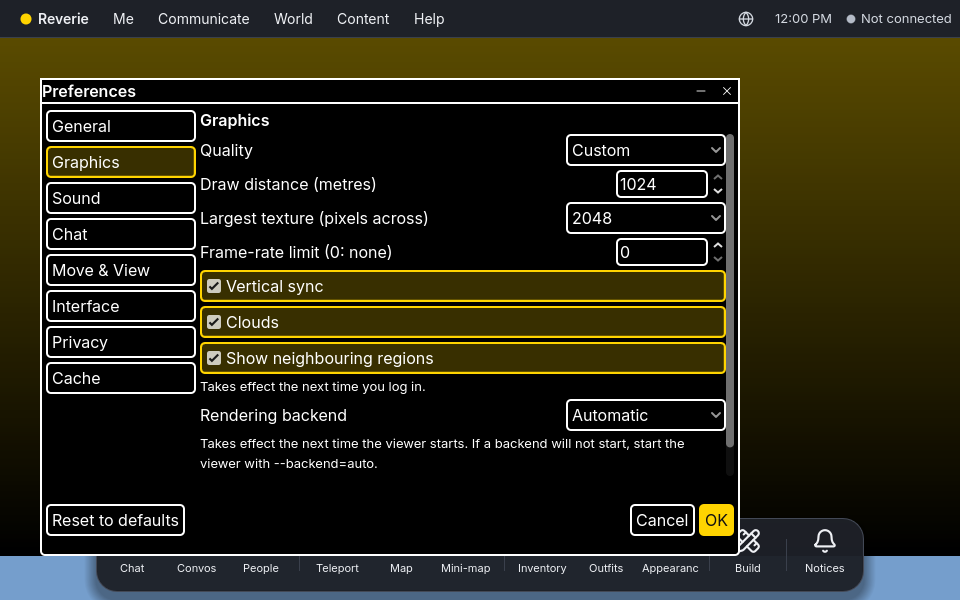 Reverie Me Communicate World Content Help 12:00 PM Not connected
Preferences
General
Graphics
Sound
Chat
Move & View
Interface
Privacy
Cache
Graphics
Quality Custom
Draw distance (metres) 1024
Largest texture (pixels across) 2048
Frame-rate limit (0: none) 0
Vertical sync
Clouds
Show neighbouring regions
Takes effect the next time you log in.
Rendering backend Automatic
Takes effect the next time the viewer starts. If a backend will not start, start the
viewer with --backend=auto.
Reset to defaults Cancel OK
Chat Convos People Teleport Map Mini-map Inventory Outfits Appearanc Build Notices